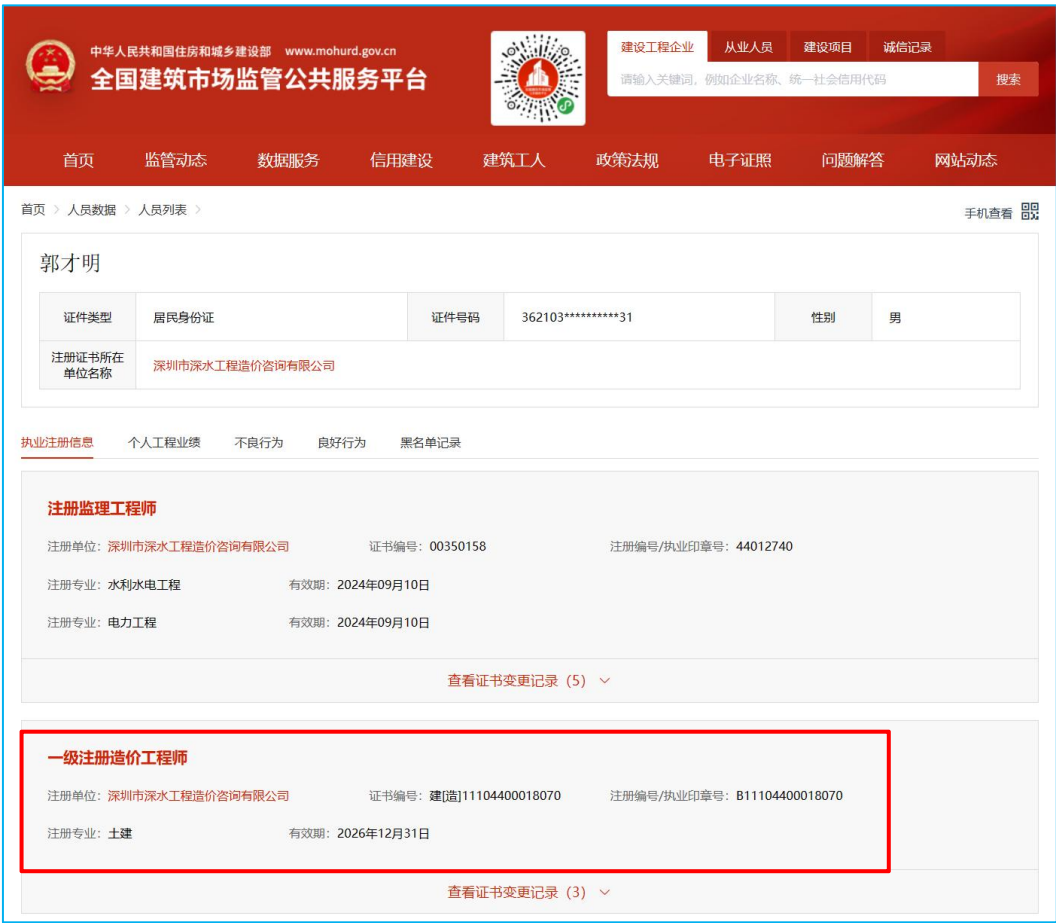 中华人民共和国住房和城乡建设部 www.mohurd.gov.cn
全国建筑市场监管公共服务平台
建设工程企业 从业人员 建设项目 诚信记录
请输入关键词，例如企业名称、统一社会信用代码 搜索
首页 监管动态 数据服务 信用建设 建筑工人 政策法规 电子证照 问题解答 网站动态
首页 > 人员数据 > 人员列表 > 手机查看
郭才明
证件类型 居民身份证 证件号码 362103**********31 性别 男
注册证书所在
单位名称 深圳市深水工程造价咨询有限公司
执业注册信息 个人工程业绩 不良行为 良好行为 黑名单记录
注册监理工程师
注册单位：深圳市深水工程造价咨询有限公司 证书编号：00350158 注册编号/执业印章号：44012740
注册专业：水利水电工程 有效期：2024年09月10日
注册专业：电力工程 有效期：2024年09月10日
查看证书变更记录（5）
一级注册造价工程师
注册单位：深圳市深水工程造价咨询有限公司 证书编号：建[造]11104400018070 注册编号/执业印章号：B11104400018070
注册专业：土建 有效期：2026年12月31日
查看证书变更记录（3）